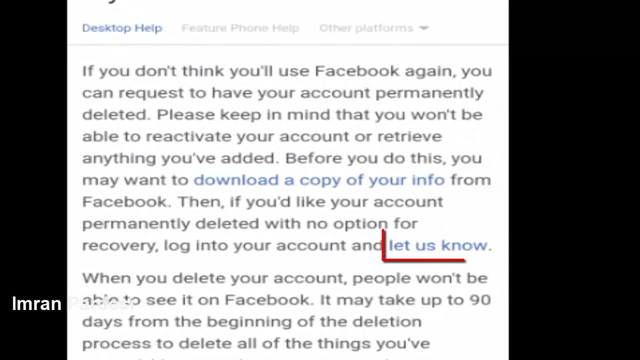 Desktop Help Feature Phone Help Other platforms
If you don't think you'll use Facebook again, you
can request to have your account permanently
deleted. Please keep in mind that you won't be
able to reactivate your account or retrieve
anything you've added. Before you do this, you
may want to download a copy of your info from
Facebook. Then, if you'd like your account
permanently deleted with no option for
recovery, log into your account and let us know.
When you delete your account, people won't be
able to see it on Facebook. It may take up to 90
days from the beginning of the deletion
process to delete all of the things you've
Imran